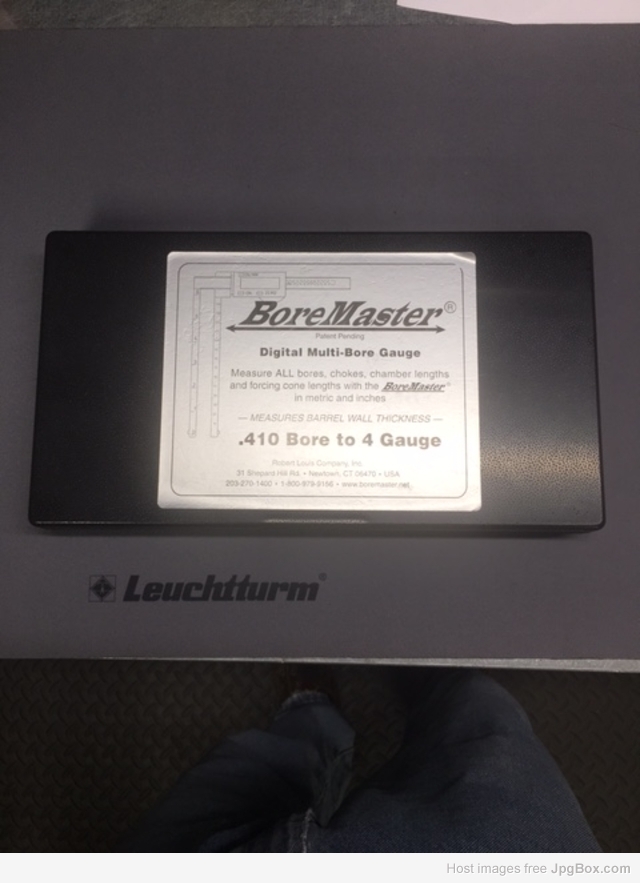 BoreMaster®
Patent Pending
Digital Multi-Bore Gauge
Measure ALL bores, chokes, chamber lengths
and forcing cone lengths with the BoreMaster®
in metric and inches
— MEASURES BARREL WALL THICKNESS —
.410 Bore to 4 Gauge
Robert Louis Company, Inc.
31 Shepard Hill Rd. • Newtown, CT 06470 • USA
203-270-1400 • 1-800-979-9156 • www.boremaster.net
Leuchtturm®
Host images free JpgBox.com